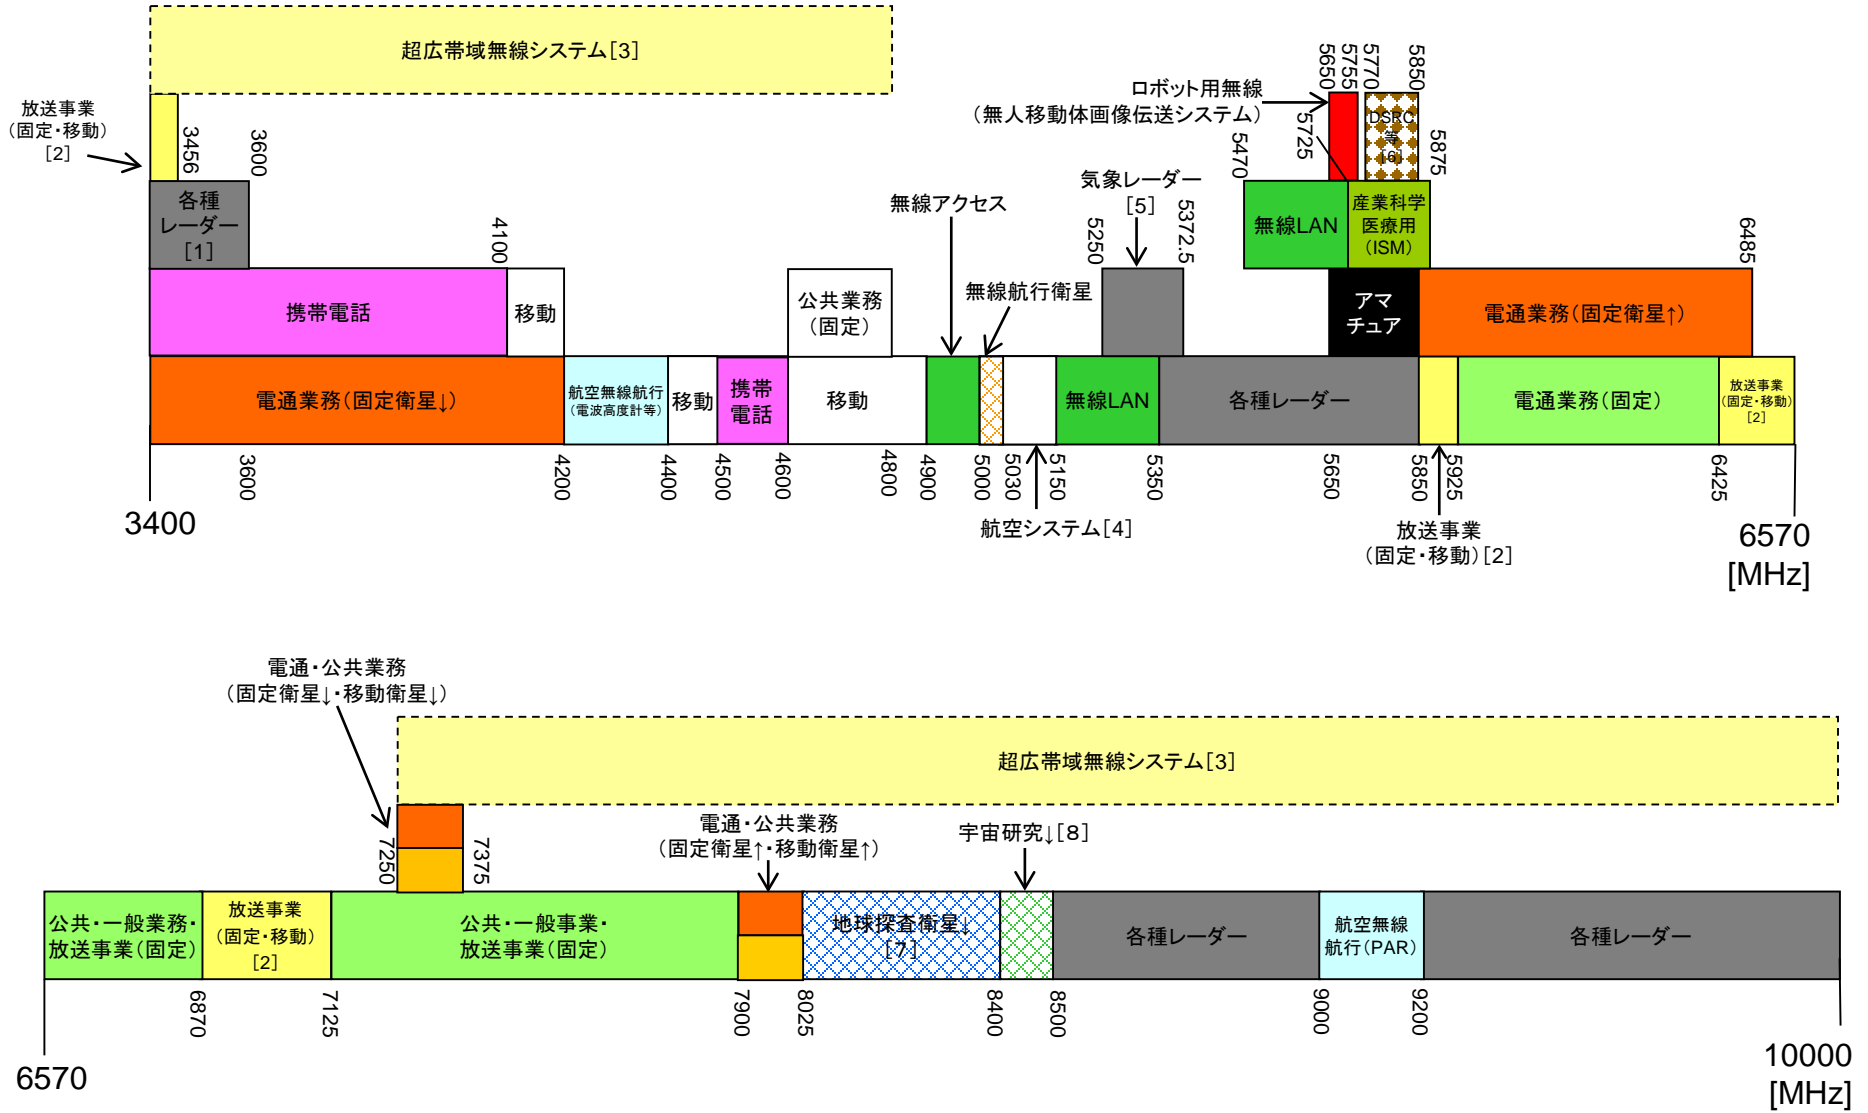 超広帯域無線システム[3]
放送事業
(固定・移動)
[2]
3456
3600
各種
レーダー
[1]
4100
携帯電話
移動
公共業務
(固定)
無線アクセス
無線航行衛星
気象レーダー
[5]
5250
5372.5
ロボット用無線
(無人移動体画像伝送システム)
5650
5755
5770
5850
5470
5725
5875
DSRC
等
[6]
無線LAN
産業科学
医療用
(ISM)
アマ
チュア
電通業務(固定衛星↑)
6485
電通業務(固定衛星↓)
航空無線航行
(電波高度計等)
移動
携帯
電話
移動
無線LAN
各種レーダー
電通業務(固定)
放送事業
(固定・移動)
[2]
3600
4200
4400
4500
4600
4800
4900
5000
5030
5150
5350
5650
5850
5925
6425
3400
航空システム[4]
放送事業
(固定・移動)[2]
6570
[MHz]
電通・公共業務
(固定衛星↓・移動衛星↓)
超広帯域無線システム[3]
7250
7375
電通・公共業務
(固定衛星↑・移動衛星↑)
宇宙研究↓[8]
公共・一般業務・
放送事業(固定)
放送事業
(固定・移動)
[2]
公共・一般事業・
放送事業(固定)
地球探査衛星↓
[7]
各種レーダー
航空無線
航行(PAR)
各種レーダー
6870
7125
7900
8025
8400
8500
9000
9200
6570
10000
[MHz]